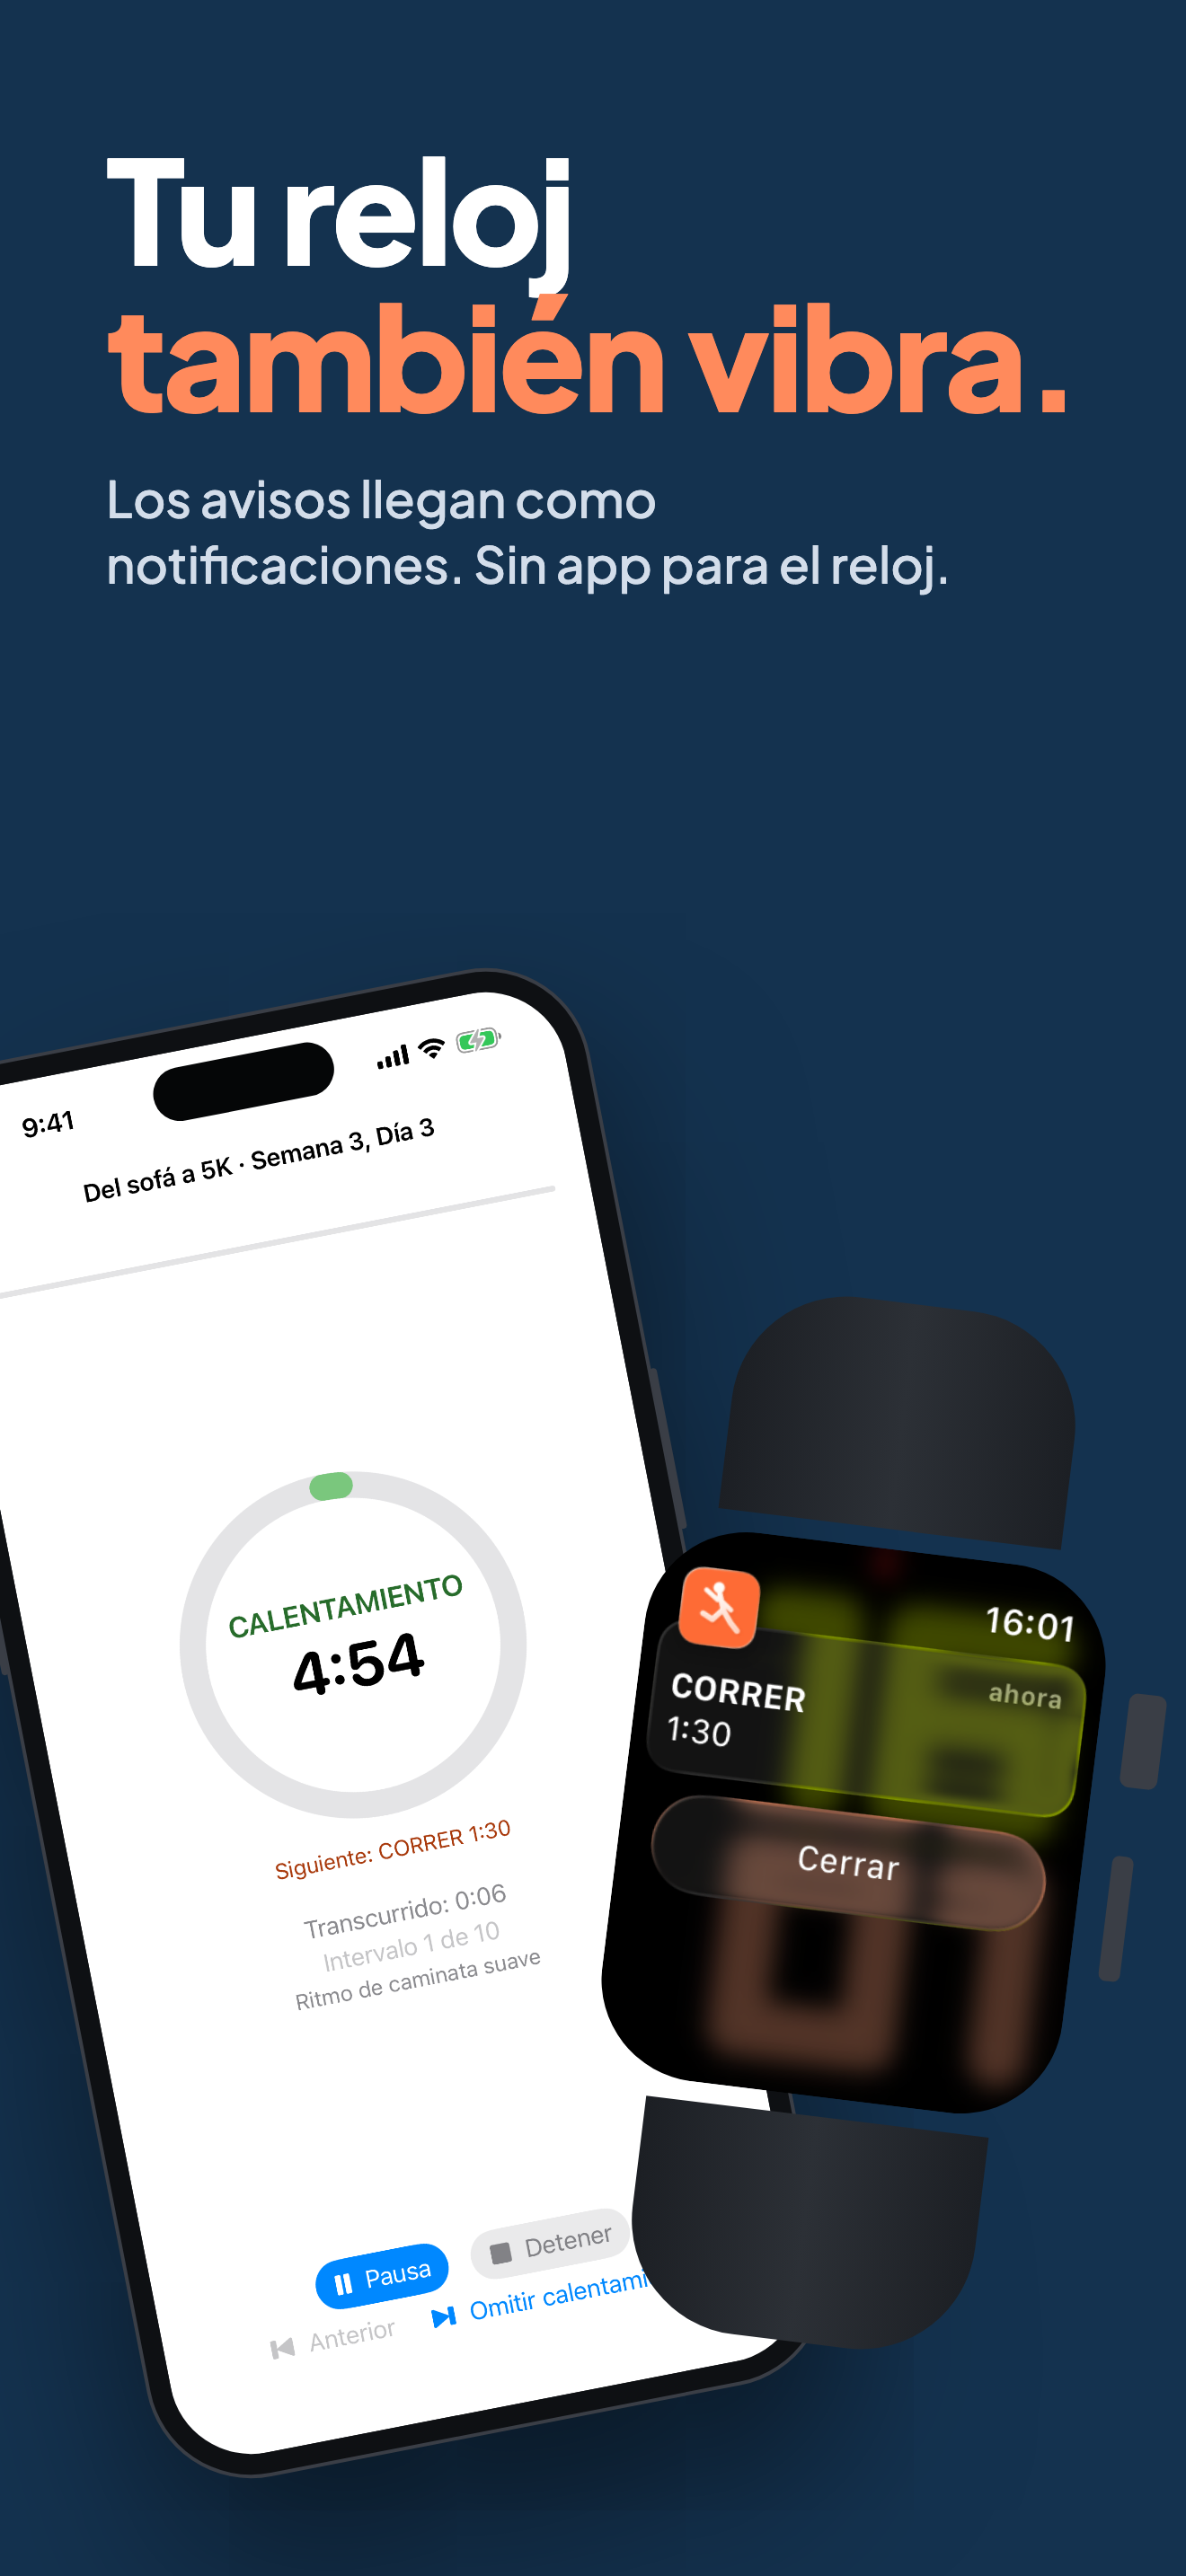 Tu reloj
también vibra.
Los avisos llegan como
notificaciones. Sin app para el reloj.
9:41
Del sofá a 5K · Semana 3, Día 3
CALENTAMIENTO
4:54
Siguiente: CORRER 1:30
Transcurrido: 0:06
Intervalo 1 de 10
Ritmo de caminata suave
Pausa
Detener
Anterior
Omitir calentami
16:01
ahora
CORRER
1:30
Cerrar